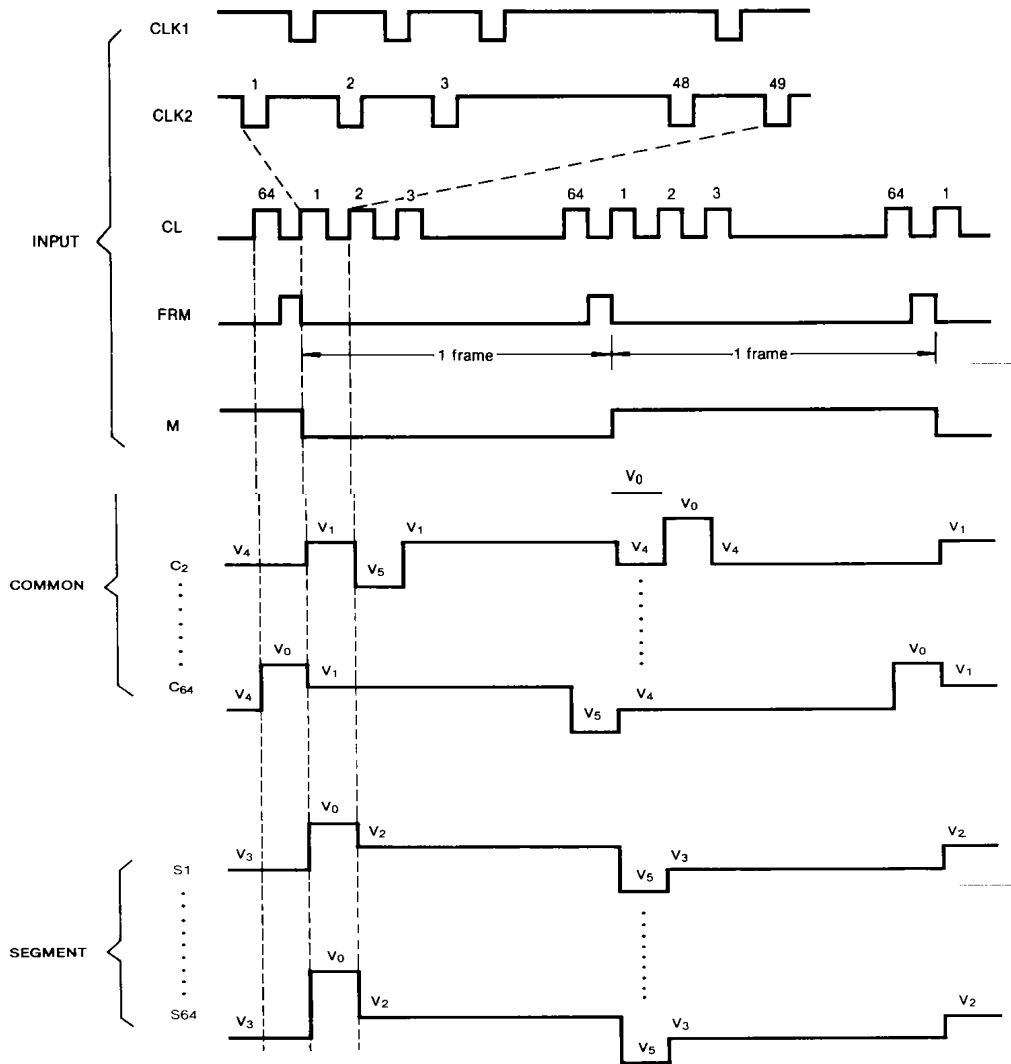 CLK1
1 2 3 48 49
CLK2
64 1 2 3 64 1 2 3 64 1
CL
INPUT
FRM
1 frame 1 frame
M
V0
V0
V4 V1 V1 V4 V4 V1
C2
V5
COMMON
V0 V0
V4 V1 V4 V1
C64
V5
V0
V3 V2 V3 V2
S1
V5
SEGMENT
V0
V3 V2 V3 V2
S64
V5